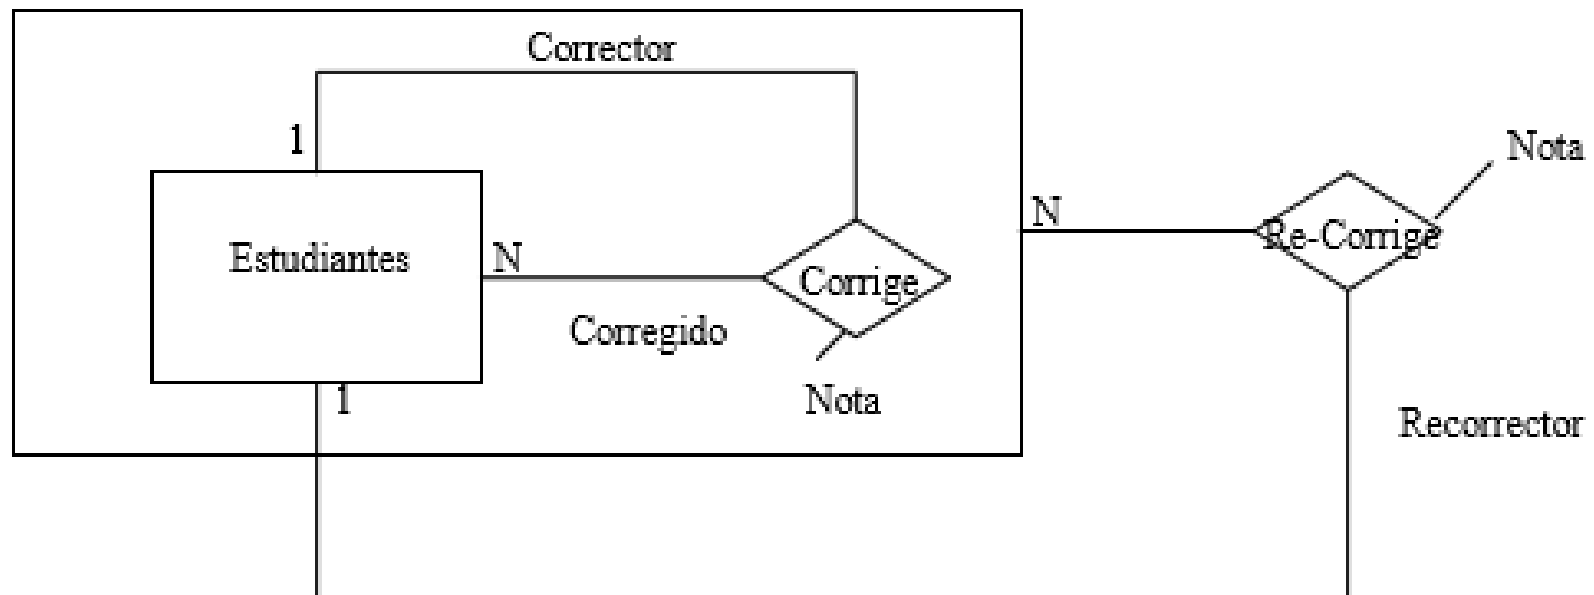 Corrector
1
Nota
N
Re-Corrige
Estudiantes
N
Corrige
Corregido
1
Nota
Recorrector